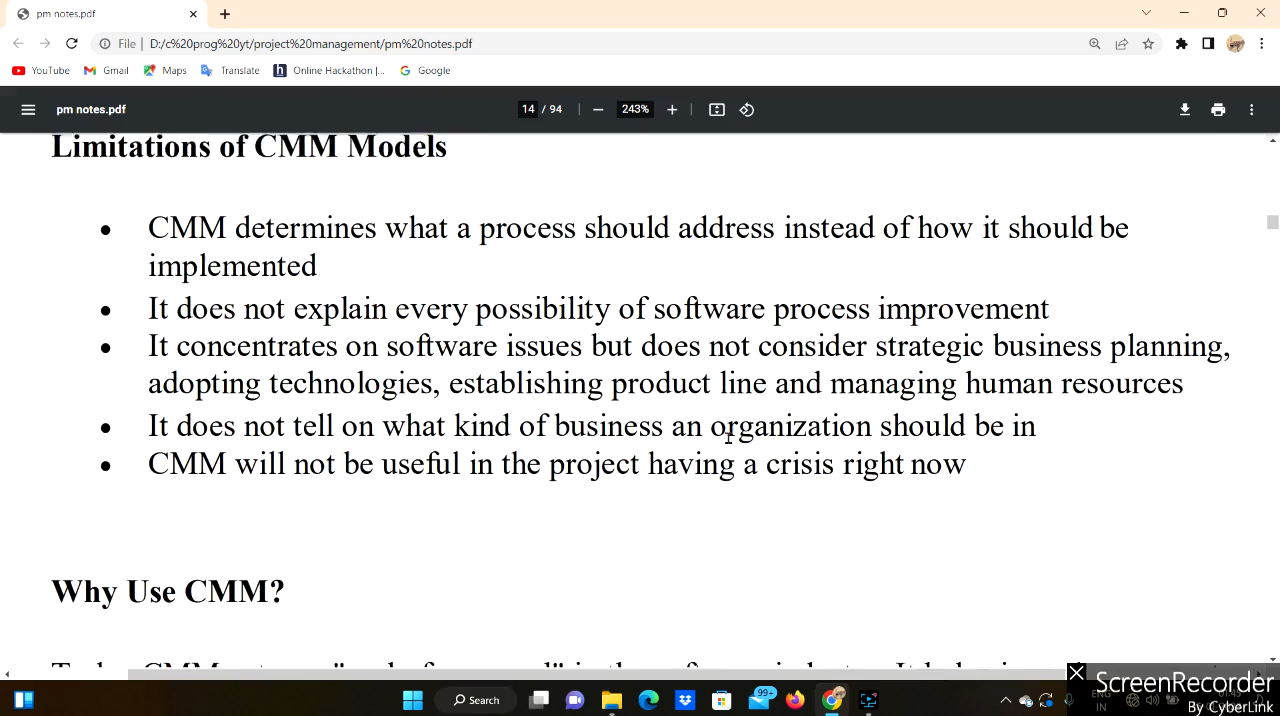 pm notes.pdf
File D:/c%20prog%20yt/project%20management/pm%20notes.pdf
YouTube Gmail Maps Translate Online Hackathon |... Google
pm notes.pdf 14 / 94 243%
Limitations of CMM Models
• CMM determines what a process should address instead of how it should be
implemented
• It does not explain every possibility of software process improvement
• It concentrates on software issues but does not consider strategic business planning,
adopting technologies, establishing product line and managing human resources
• It does not tell on what kind of business an organization should be in
• CMM will not be useful in the project having a crisis right now
Why Use CMM?
ScreenRecorder
By CyberLink
Search 99+ ENG
IN